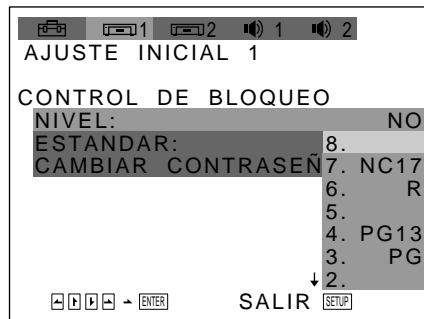 1 2 1 2
AJUSTE INICIAL 1
CONTROL DE BLOQUEO
NIVEL: NO
ESTANDAR: 8.
CAMBIAR CONTRASEÑ 7. NC17
6. R
5.
4. PG13
3. PG
2.
ENTER SALIR SETUP